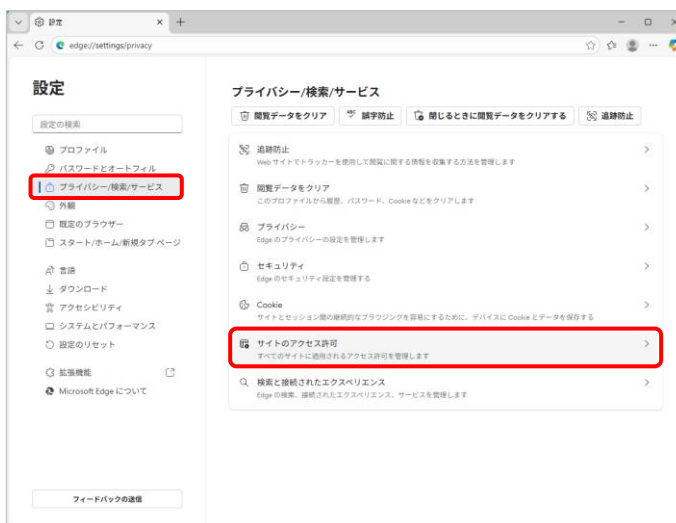 設定
edge://settings/privacy
設定
設定の検索
プロファイル
パスワードとオートフィル
プライバシー/検索/サービス
外観
既定のブラウザー
スタート/ホーム/新規タブ ページ
言語
ダウンロード
アクセシビリティ
システムとパフォーマンス
設定のリセット
拡張機能
Microsoft Edge について
フィードバックの送信
プライバシー/検索/サービス
閲覧データをクリア
ABC 誤字防止
閉じるときに閲覧データをクリアする
追跡防止
追跡防止
Web サイトでトラッカーを使用して閲覧に関する情報を収集する方法を管理します
閲覧データをクリア
このプロファイルから履歴、パスワード、Cookie などをクリアします
プライバシー
Edge のプライバシーの設定を管理します
セキュリティ
Edge のセキュリティ設定を管理する
Cookie
サイトとセッション間の継続的なブラウジングを容易にするために、デバイスに Cookie とデータを保存する
サイトのアクセス許可
すべてのサイトに適用されるアクセス許可を管理します
検索と接続されたエクスペリエンス
Edge の検索、接続されたエクスペリエンス、サービスを管理します